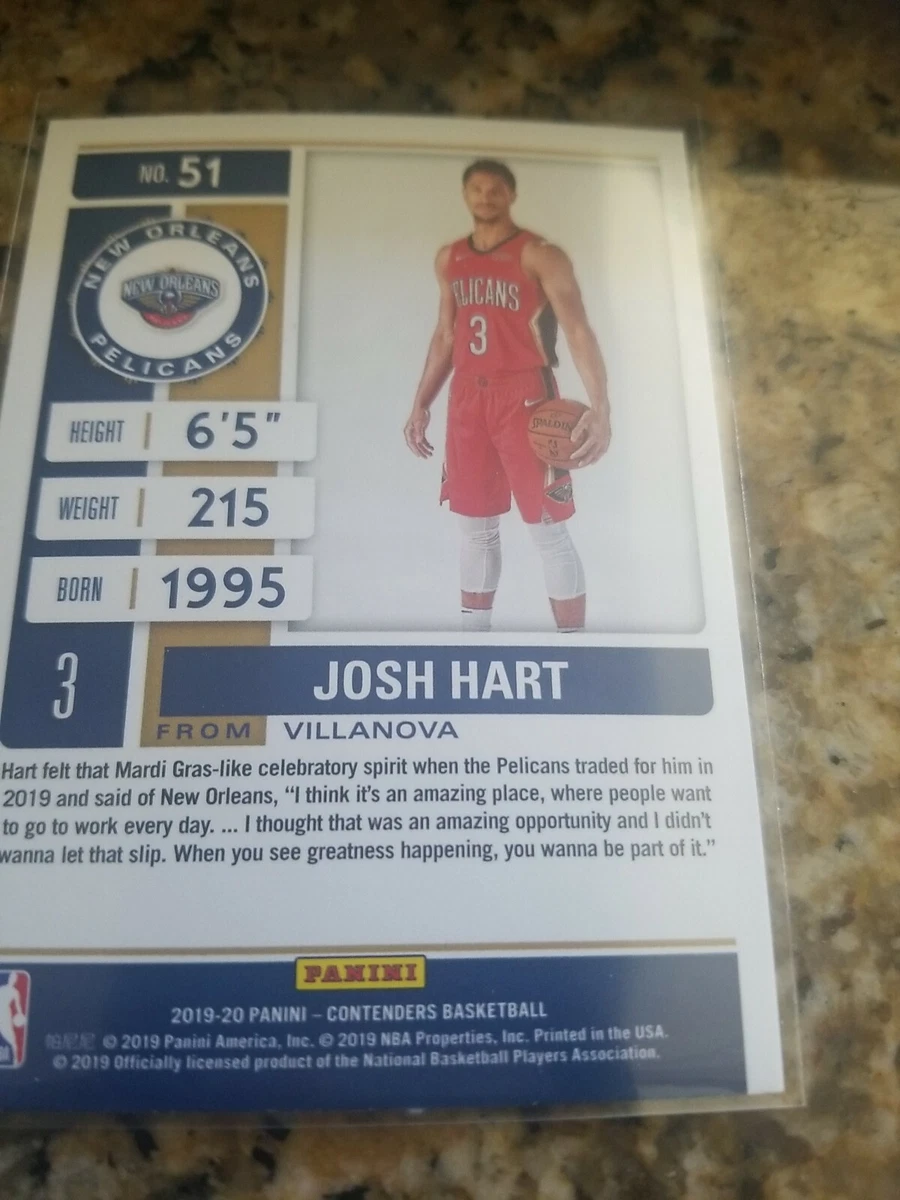 NO. 51
NEW ORLEANS
NEW ORLEANS
PELICANS
ELICANS
3
SPALDING
HEIGHT 6'5"
WEIGHT 215
BORN 1995
3
JOSH HART
FROM VILLANOVA
Hart felt that Mardi Gras-like celebratory spirit when the Pelicans traded for him in
2019 and said of New Orleans, “I think it’s an amazing place, where people want
to go to work every day. ... I thought that was an amazing opportunity and I didn’t
wanna let that slip. When you see greatness happening, you wanna be part of it.”
PANINI
2019-20 PANINI – CONTENDERS BASKETBALL
© 2019 Panini America, Inc. © 2019 NBA Properties, Inc. Printed in the USA.
© 2019 Officially licensed product of the National Basketball Players Association.